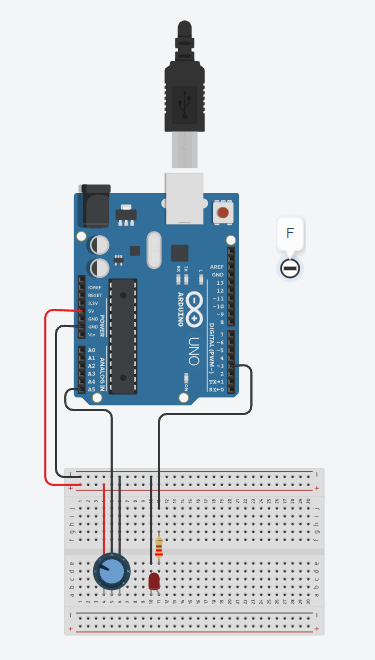 F
AREF
GND
13
12
~11
~10
~9
8
7
~6
~5
4
~3
2
TX→1
RX←0
DIGITAL (PWM~)
L
TX
RX
ON
ARDUINO
UNO
IOREF
RESET
3.3V
5V
GND
GND
Vin
POWER
A0
A1
A2
A3
A4
A5
ANALOG IN
- -
+ +
a b c d e
f g h i j
- -
+ +